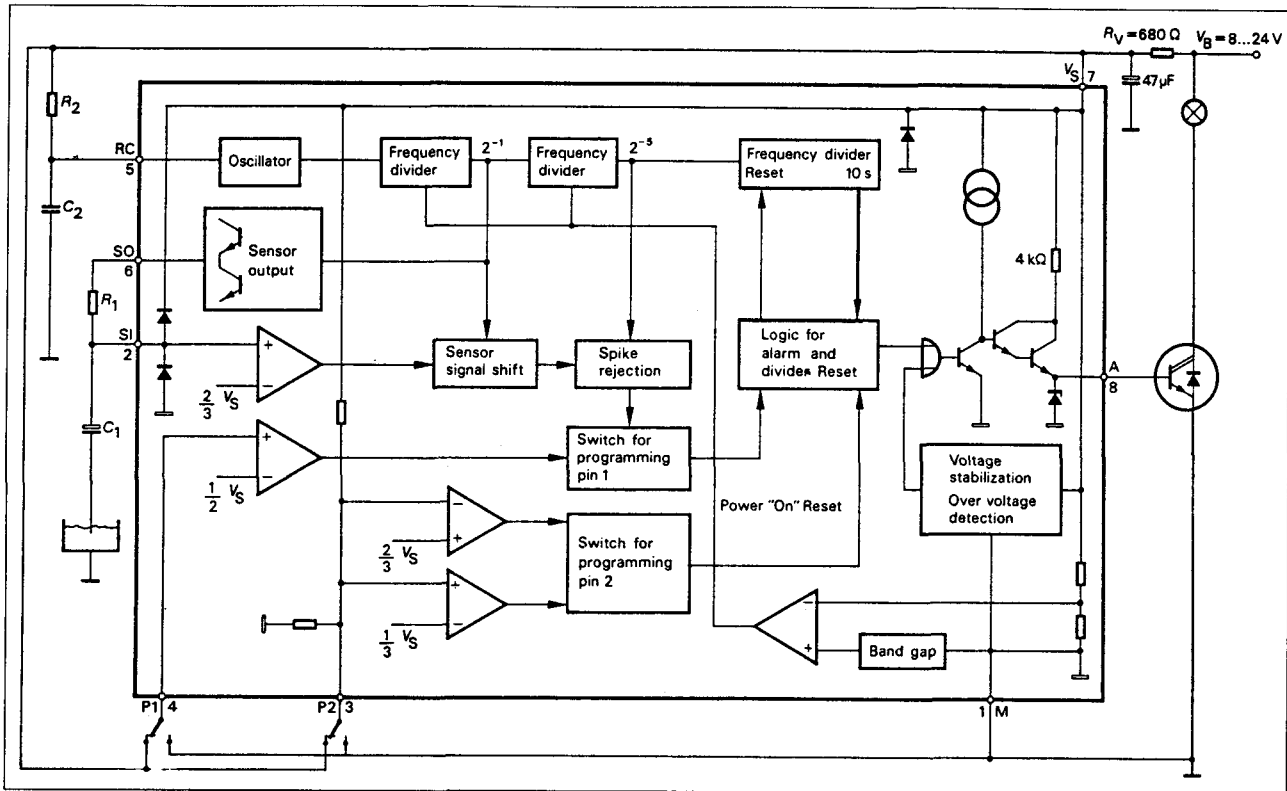 R_V = 680 Ω
V_B = 8...24 V
V_S 7
47µF
R_2
RC
5
Oscillator
Frequency divider
2^-1
Frequency divider
2^-5
Frequency divider
Reset 10 s
C_2
SO
6
Sensor output
R_1
SI
2
4 kΩ
+
−
2/3 V_S
Sensor signal shift
Spike rejection
Logic for alarm and divides Reset
A
8
C_1
+
−
1/2 V_S
Switch for programming pin 1
Voltage stabilization
Over voltage detection
−
+
2/3 V_S
Switch for programming pin 2
Power "On" Reset
+
−
1/3 V_S
−
+
Band gap
P1 4
P2 3
1 M